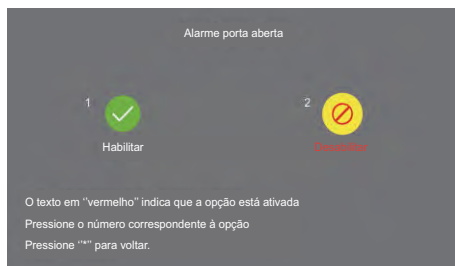 Alarme porta aberta
1
2
Habilitar
O texto em ‘‘vermelho’’ indica que a opção está ativada
Pressione o número correspondente à opção
Pressione ‘‘*’’ para voltar.